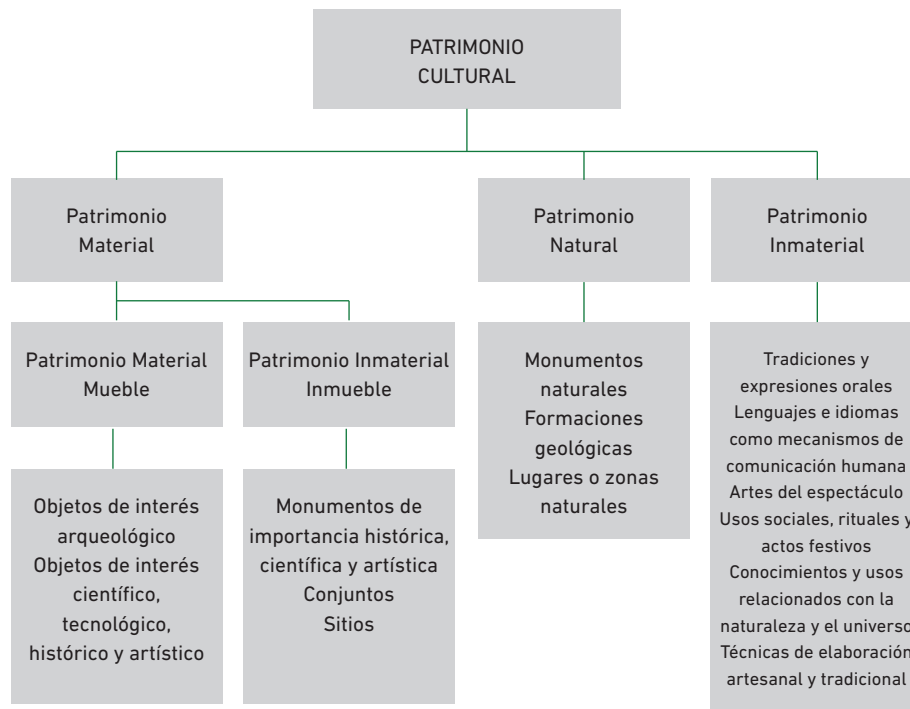 PATRIMONIO
CULTURAL
Patrimonio
Material
Patrimonio
Natural
Patrimonio
Inmaterial
Patrimonio Material
Mueble
Patrimonio Inmaterial
Inmueble
Objetos de interés
arqueológico
Objetos de interés
científico,
tecnológico,
histórico y artístico
Monumentos de
importancia histórica,
científica y artística
Conjuntos
Sitios
Monumentos
naturales
Formaciones
geológicas
Lugares o zonas
naturales
Tradiciones y
expresiones orales
Lenguajes e idiomas
como mecanismos de
comunicación humana
Artes del espectáculo
Usos sociales, rituales y
actos festivos
Conocimientos y usos
relacionados con la
naturaleza y el universo
Técnicas de elaboración
artesanal y tradicional